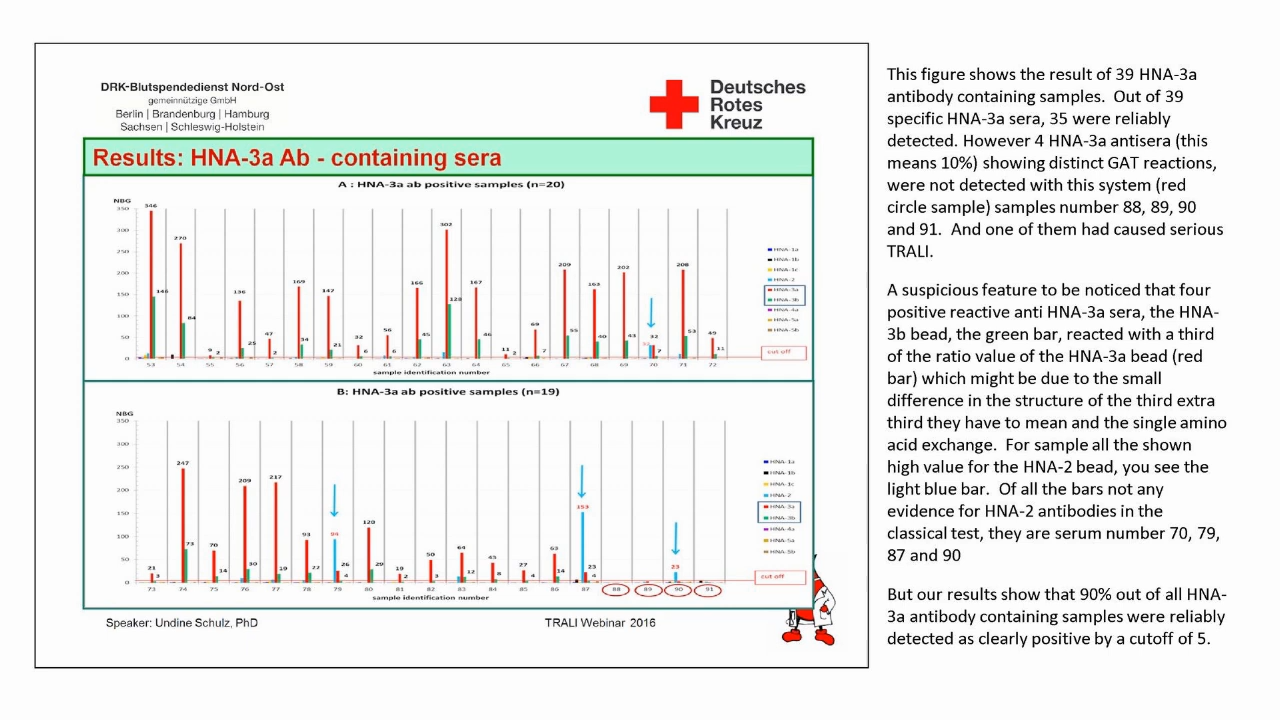 DRK-Blutspendedienst Nord-Ost
gemeinnützige GmbH
Berlin | Brandenburg | Hamburg
Sachsen | Schleswig-Holstein
Deutsches
Rotes
Kreuz
Results: HNA-3a Ab - containing sera
A : HNA-3a ab positive samples (n=20)
NBG
350
300
250
200
150
100
50
0
346 146 270 84 9 2 136 25 47 2 169 34 147 21 32 6 56 6 166 45 302 128 167 46 11 2 69 7 209 55 163 40 202 43 32 7 208 53 49 11
53 54 55 56 57 58 59 60 61 62 63 64 65 66 67 68 69 70 71 72
sample identification number
HNA-1a
HNA-1b
HNA-1c
HNA-2
HNA-3a
HNA-3b
HNA-4a
HNA-5a
HNA-5b
cut off
B: HNA-3a ab positive samples (n=19)
NBG
350
300
250
200
150
100
50
0
21 3 247 73 70 14 209 30 217 19 93 22 94 26 4 120 29 19 2 50 3 64 12 43 8 27 4 63 14 153 23 4 23
73 74 75 76 77 78 79 80 81 82 83 84 85 86 87 88 89 90 91
sample identification number
HNA-1a
HNA-1b
HNA-1c
HNA-2
HNA-3a
HNA-3b
HNA-4a
HNA-5a
HNA-5b
cut off
Speaker: Undine Schulz, PhD
TRALI Webinar 2016
This figure shows the result of 39 HNA-3a
antibody containing samples. Out of 39
specific HNA-3a sera, 35 were reliably
detected. However 4 HNA-3a antisera (this
means 10%) showing distinct GAT reactions,
were not detected with this system (red
circle sample) samples number 88, 89, 90
and 91. And one of them had caused serious
TRALI.
A suspicious feature to be noticed that four
positive reactive anti HNA-3a sera, the HNA-
3b bead, the green bar, reacted with a third
of the ratio value of the HNA-3a bead (red
bar) which might be due to the small
difference in the structure of the third extra
third they have to mean and the single amino
acid exchange. For sample all the shown
high value for the HNA-2 bead, you see the
light blue bar. Of all the bars not any
evidence for HNA-2 antibodies in the
classical test, they are serum number 70, 79,
87 and 90
But our results show that 90% out of all HNA-
3a antibody containing samples were reliably
detected as clearly positive by a cutoff of 5.